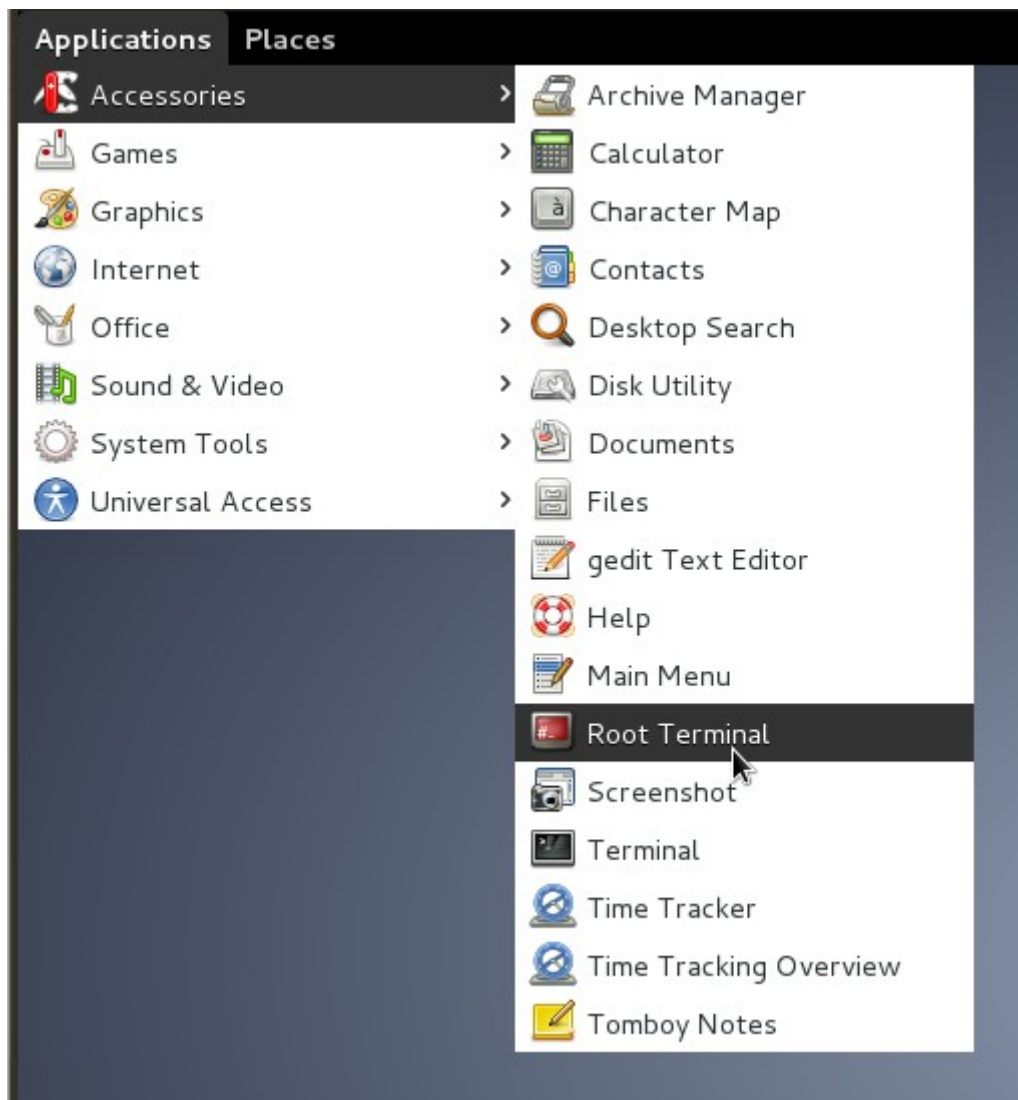 Applications Places
Accessories
Games
Graphics
Internet
Office
Sound & Video
System Tools
Universal Access
Archive Manager
Calculator
Character Map
Contacts
Desktop Search
Disk Utility
Documents
Files
gedit Text Editor
Help
Main Menu
Root Terminal
Screenshot
Terminal
Time Tracker
Time Tracking Overview
Tomboy Notes